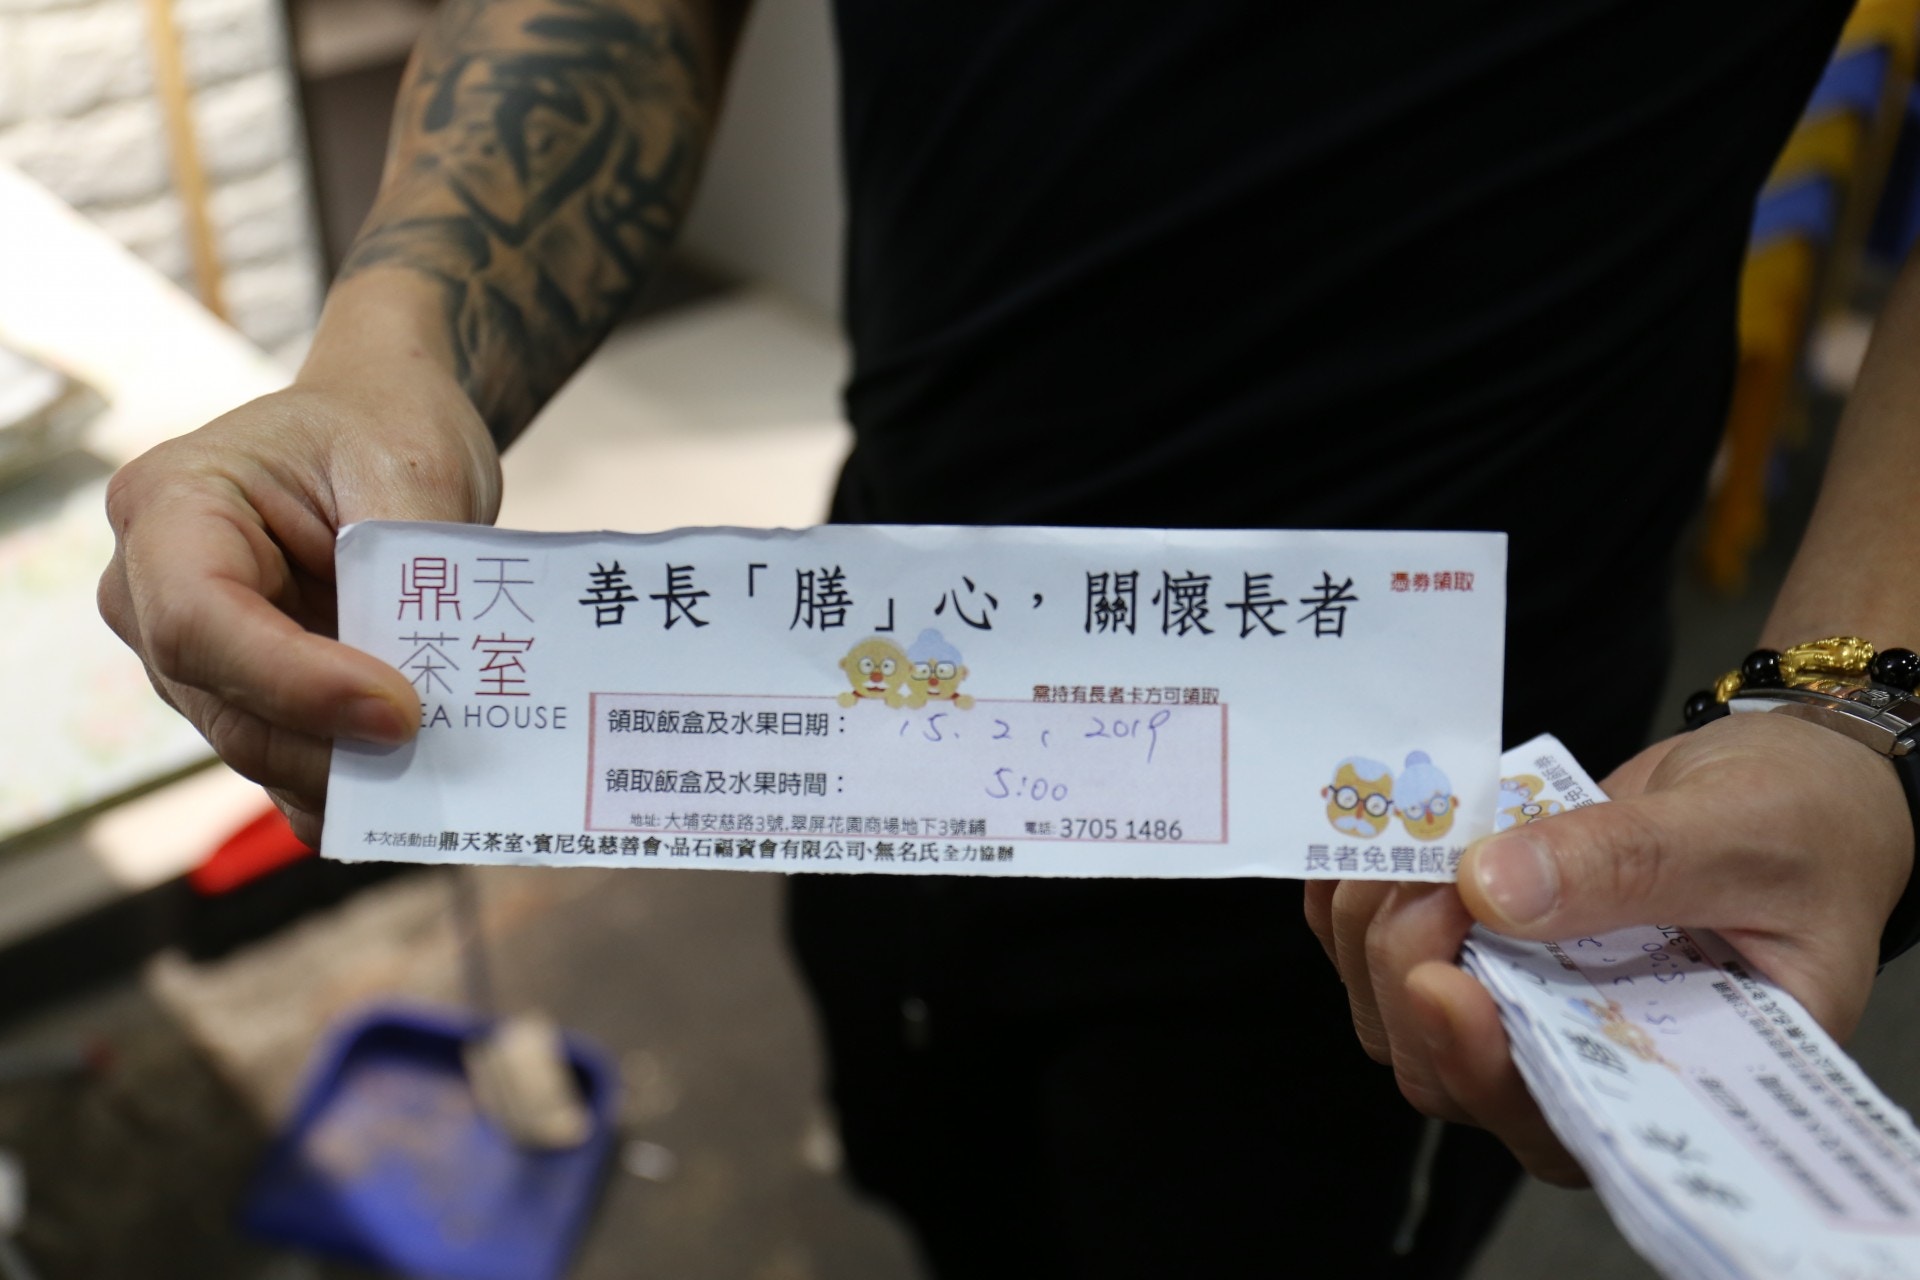 鼎天
茶室
EA HOUSE
善長「膳」心，關懷長者
憑券領取
需持有長者卡方可領取
領取飯盒及水果日期： 15.2, 2019
領取飯盒及水果時間： 5:00
地址: 大埔安慈路3號,翠屏花園商場地下3號鋪 電話: 3705 1486
本次活動由鼎天茶室、賓尼兔慈善會、品石福資會有限公司、無名氏全力協辦
長者免費飯券